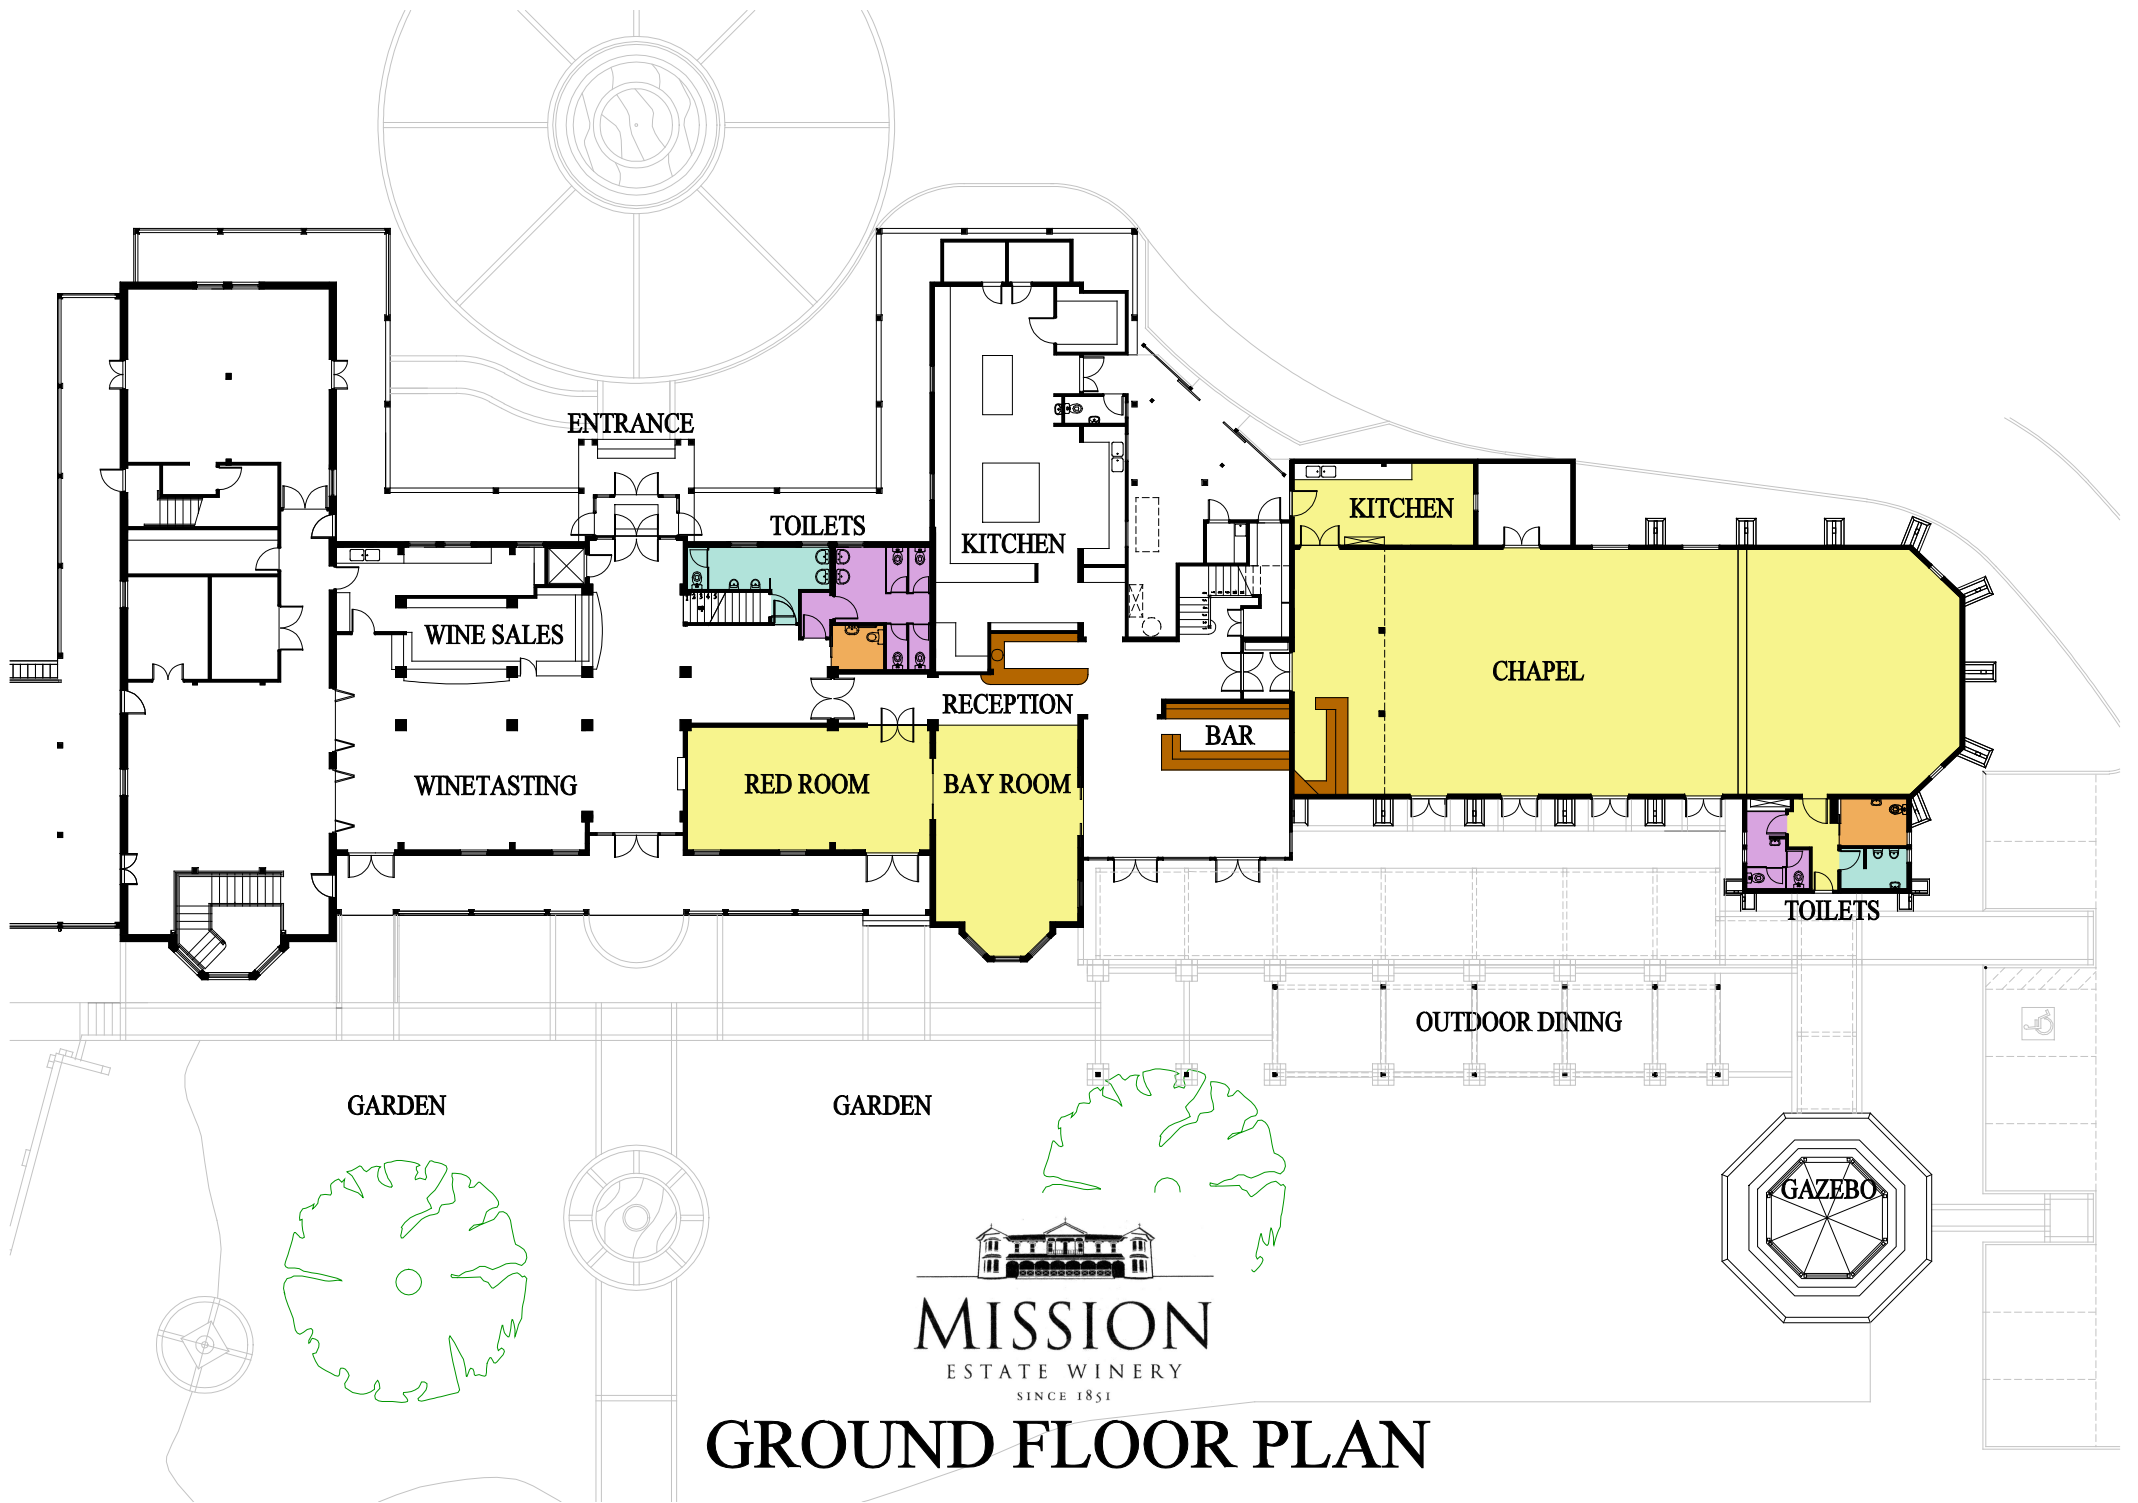 ENTRANCE
TOILETS
KITCHEN
KITCHEN
WINE SALES
CHAPEL
RECEPTION
BAR
WINETASTING
RED ROOM
BAY ROOM
TOILETS
OUTDOOR DINING
GARDEN
GARDEN
GAZEBO
MISSION
ESTATE WINERY
SINCE 1851
GROUND FLOOR PLAN